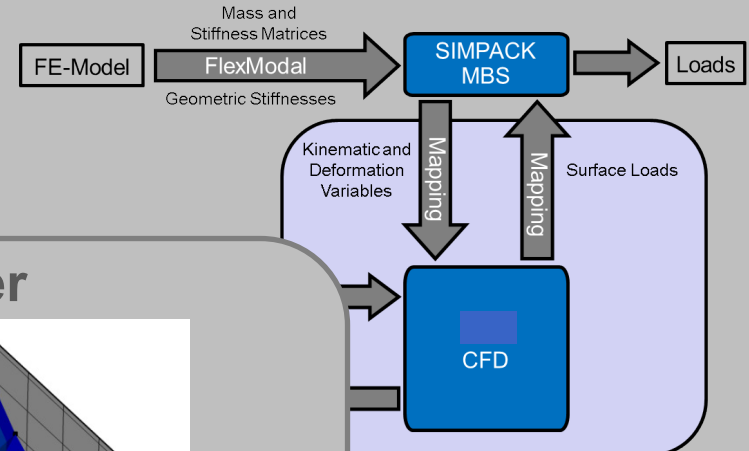 Mass and
Stiffness Matrices
FE-Model
FlexModal
SIMPACK
MBS
Loads
Geometric Stiffnesses
Kinematic and
Deformation
Variables
Mapping
Mapping
Surface Loads
er
CFD